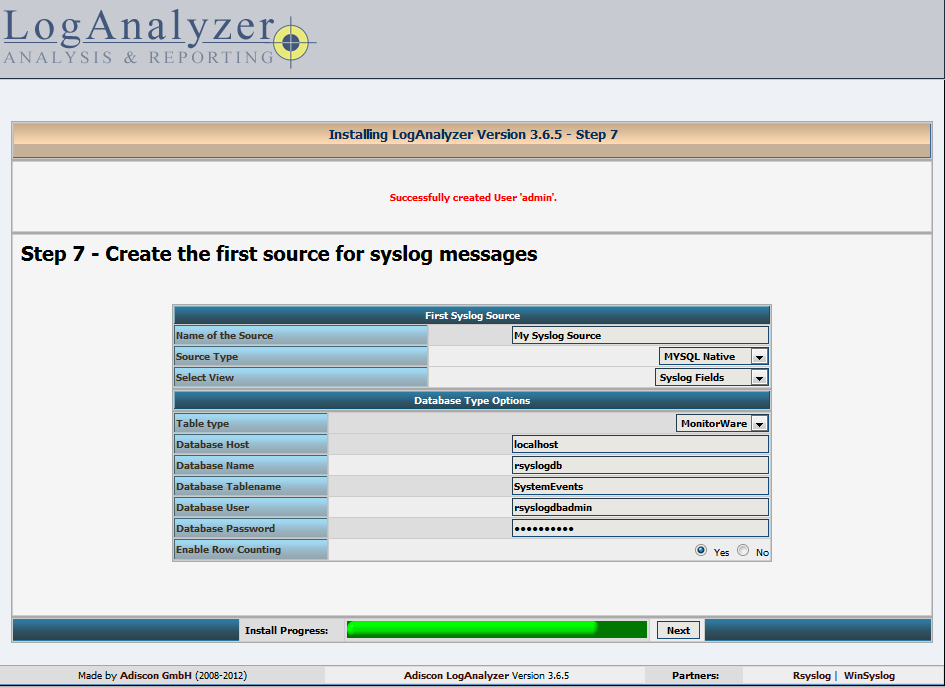 LogAnalyzer
ANALYSIS & REPORTING
Installing LogAnalyzer Version 3.6.5 - Step 7
Successfully created User 'admin'.
Step 7 - Create the first source for syslog messages
First Syslog Source
Name of the Source My Syslog Source
Source Type MYSQL Native
Select View Syslog Fields
Database Type Options
Table type MonitorWare
Database Host localhost
Database Name rsyslogdb
Database Tablename SystemEvents
Database User rsyslogdbadmin
Database Password ••••••••••
Enable Row Counting Yes No
Install Progress: Next
Made by Adiscon GmbH (2008-2012) Adiscon LogAnalyzer Version 3.6.5 Partners: Rsyslog | WinSyslog